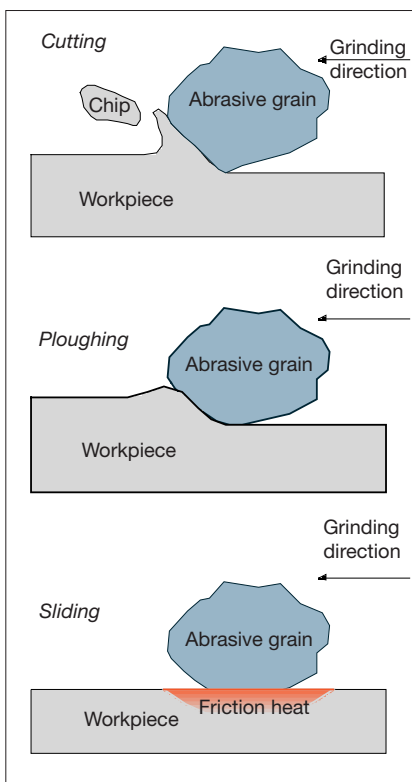 Cutting
Grinding
direction
Chip
Abrasive grain
Workpiece
Grinding
direction
Ploughing
Abrasive grain
Workpiece
Grinding
direction
Sliding
Abrasive grain
Friction heat
Workpiece